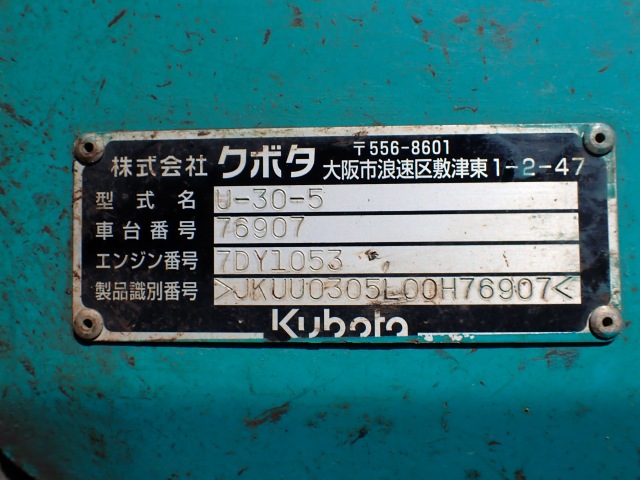 株式会社 クボタ 〒556-8601
大阪市浪速区敷津東1-2-47
型式名 U-30-5
車台番号 76907
エンジン番号 7DY1053
製品識別番号 >JKUU0305L00H76907<
Kubota